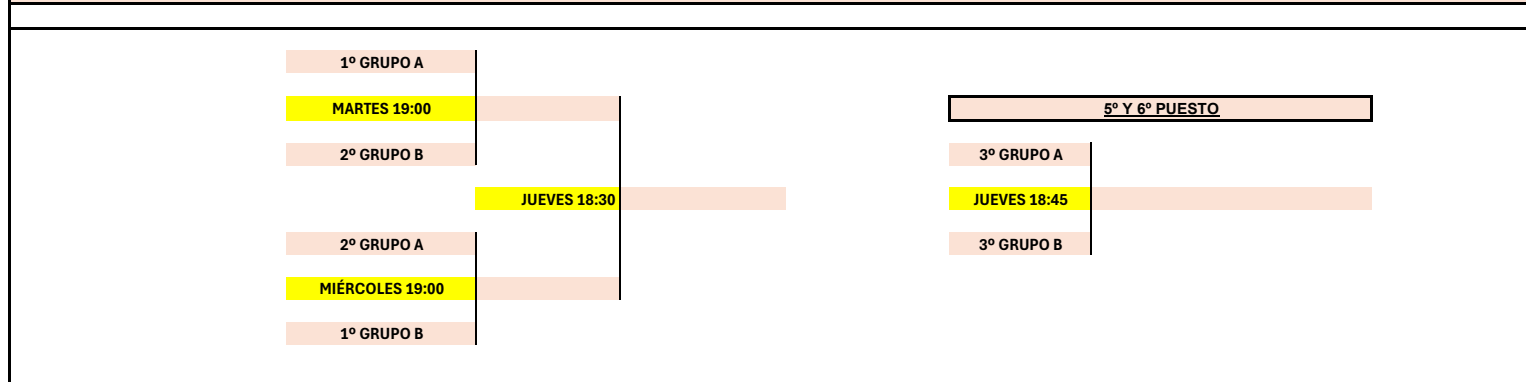 1º GRUPO A
MARTES 19:00
2º GRUPO B
JUEVES 18:30
2º GRUPO A
MIÉRCOLES 19:00
1º GRUPO B
5º Y 6º PUESTO
3º GRUPO A
JUEVES 18:45
3º GRUPO B